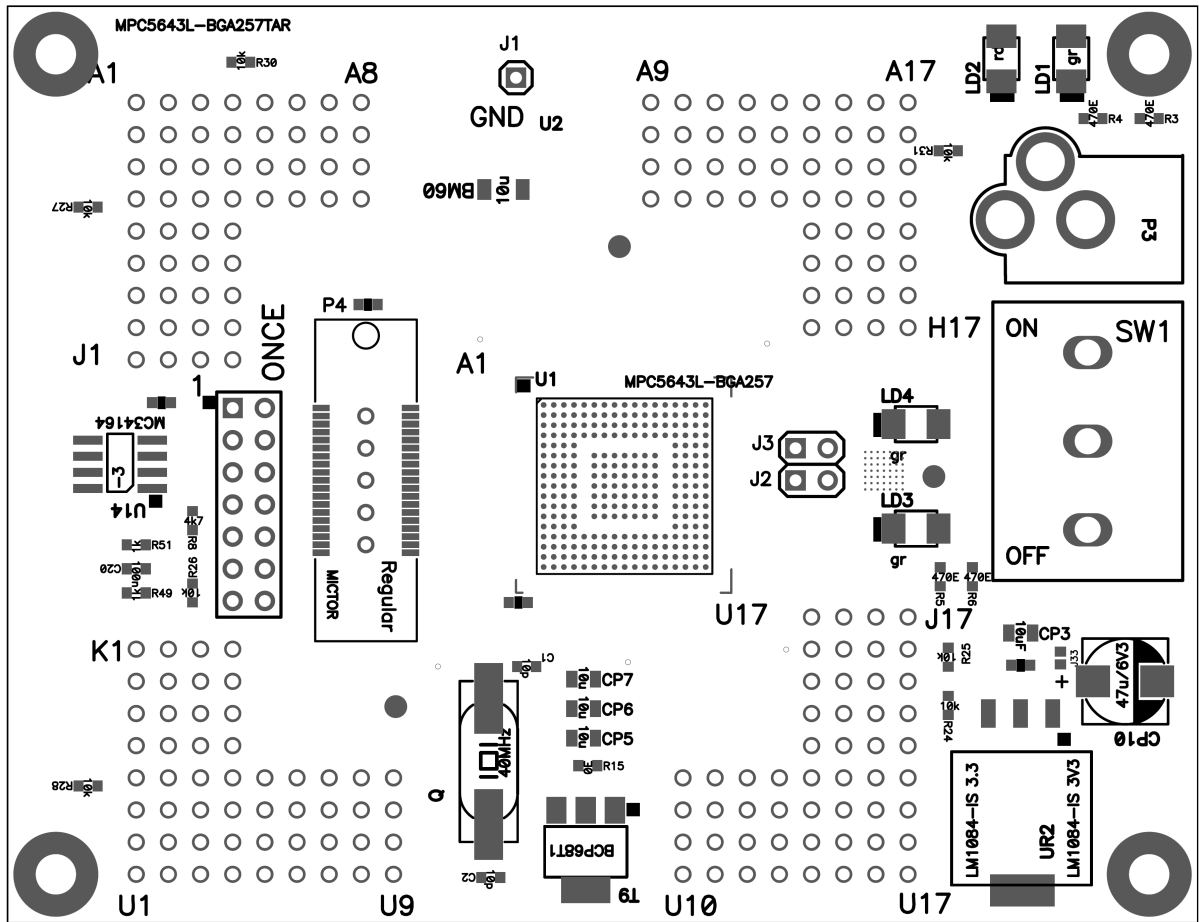 MPC5643L-BGA257TAR
J1
GND
U2
A1
10k
R30
A8
A9
A17
LD2
LD1
gr
470E
R4
470E
R3
R31
10k
BM60
10u
R27
10k
P3
P4
ONCE
J1
H17
ON
SW1
OFF
A1
U1
MPC5643L-BGA257
1
MC34164
-3
U14
LD4
gr
J3
J2
LD3
gr
4k7
R8
1k
R51
C20
100n
R26
10k
1k
R49
MICTOR
Regular
U17
470E
R5
470E
R6
J17
10uF
CP3
R25
10k
J33
+
47u/6V3
CP10
10k
R24
K1
C1
10p
10u
CP7
10u
CP6
10u
CP5
0E
R15
40MHz
Q
R28
10k
BCP68T1
T9
C2
10p
LM1084-IS 3.3
UR2
LM1084-IS 3V3
U1
U9
U10
U17